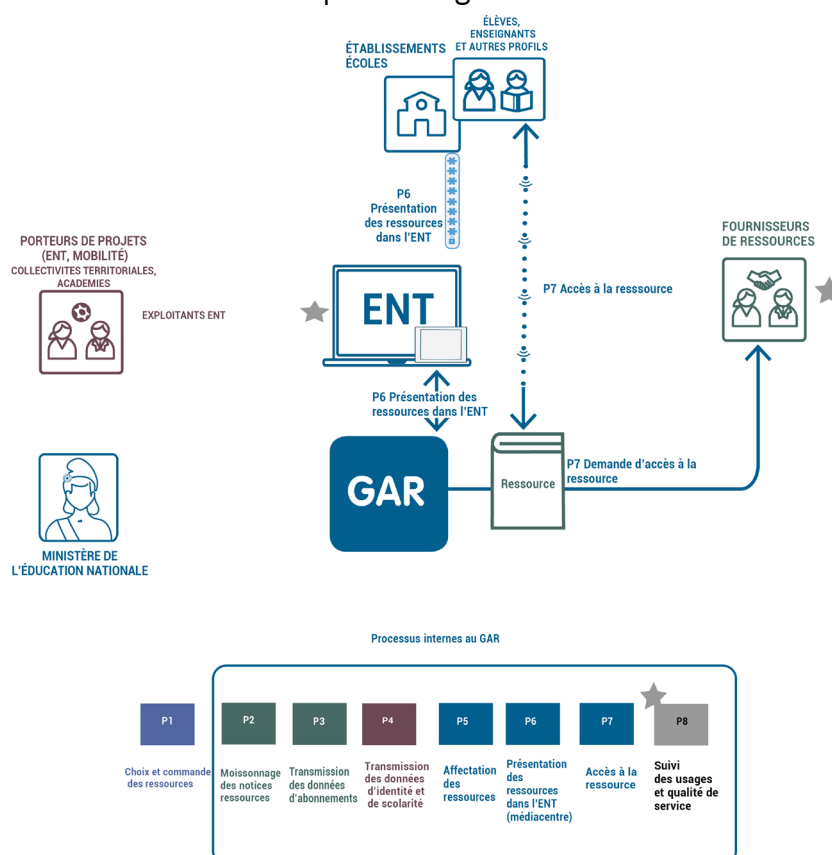 ÉLÈVES,
ENSEIGNANTS
ET AUTRES PROFILS
ÉTABLISSEMENTS
ÉCOLES
P6
Présentation
des ressources
dans l'ENT
PORTEURS DE PROJETS
(ENT, MOBILITÉ)
COLLECTIVITES TERRITORIALES,
ACADEMIES
EXPLOITANTS ENT
FOURNISSEURS
DE RESSOURCES
ENT
P7 Accès à la resssource
P6 Présentation des
ressources dans l'ENT
GAR
Ressource
P7 Demande d'accès à la
ressource
MINISTÈRE DE
L'ÉDUCATION NATIONALE
Processus internes au GAR
P1
Choix et commande
des ressources
P2
Moissonnage
des notices
ressources
P3
Transmission
des données
d'abonnements
P4
Transmission
des données
d'identité et
de scolarité
P5
Affectation
des
ressources
P6
Présentation
des
ressources
dans l'ENT
(médiacentre)
P7
Accès à la
ressource
P8
Suivi
des usages
et qualité de
service